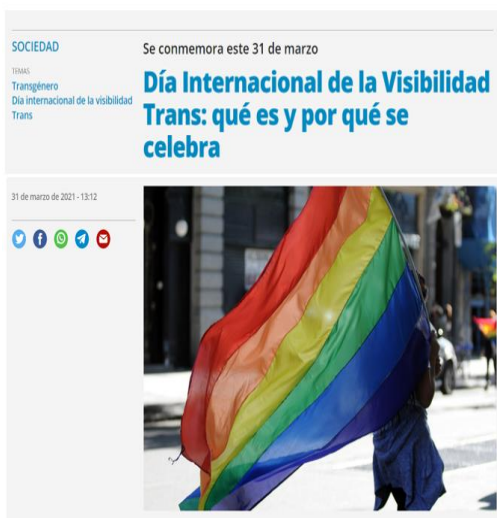 SOCIEDAD
TEMAS
Transgénero
Día internacional de la visibilidad
Trans
Se conmemora este 31 de marzo
Día Internacional de la Visibilidad
Trans: qué es y por qué se
celebra
31 de marzo de 2021 - 13:12